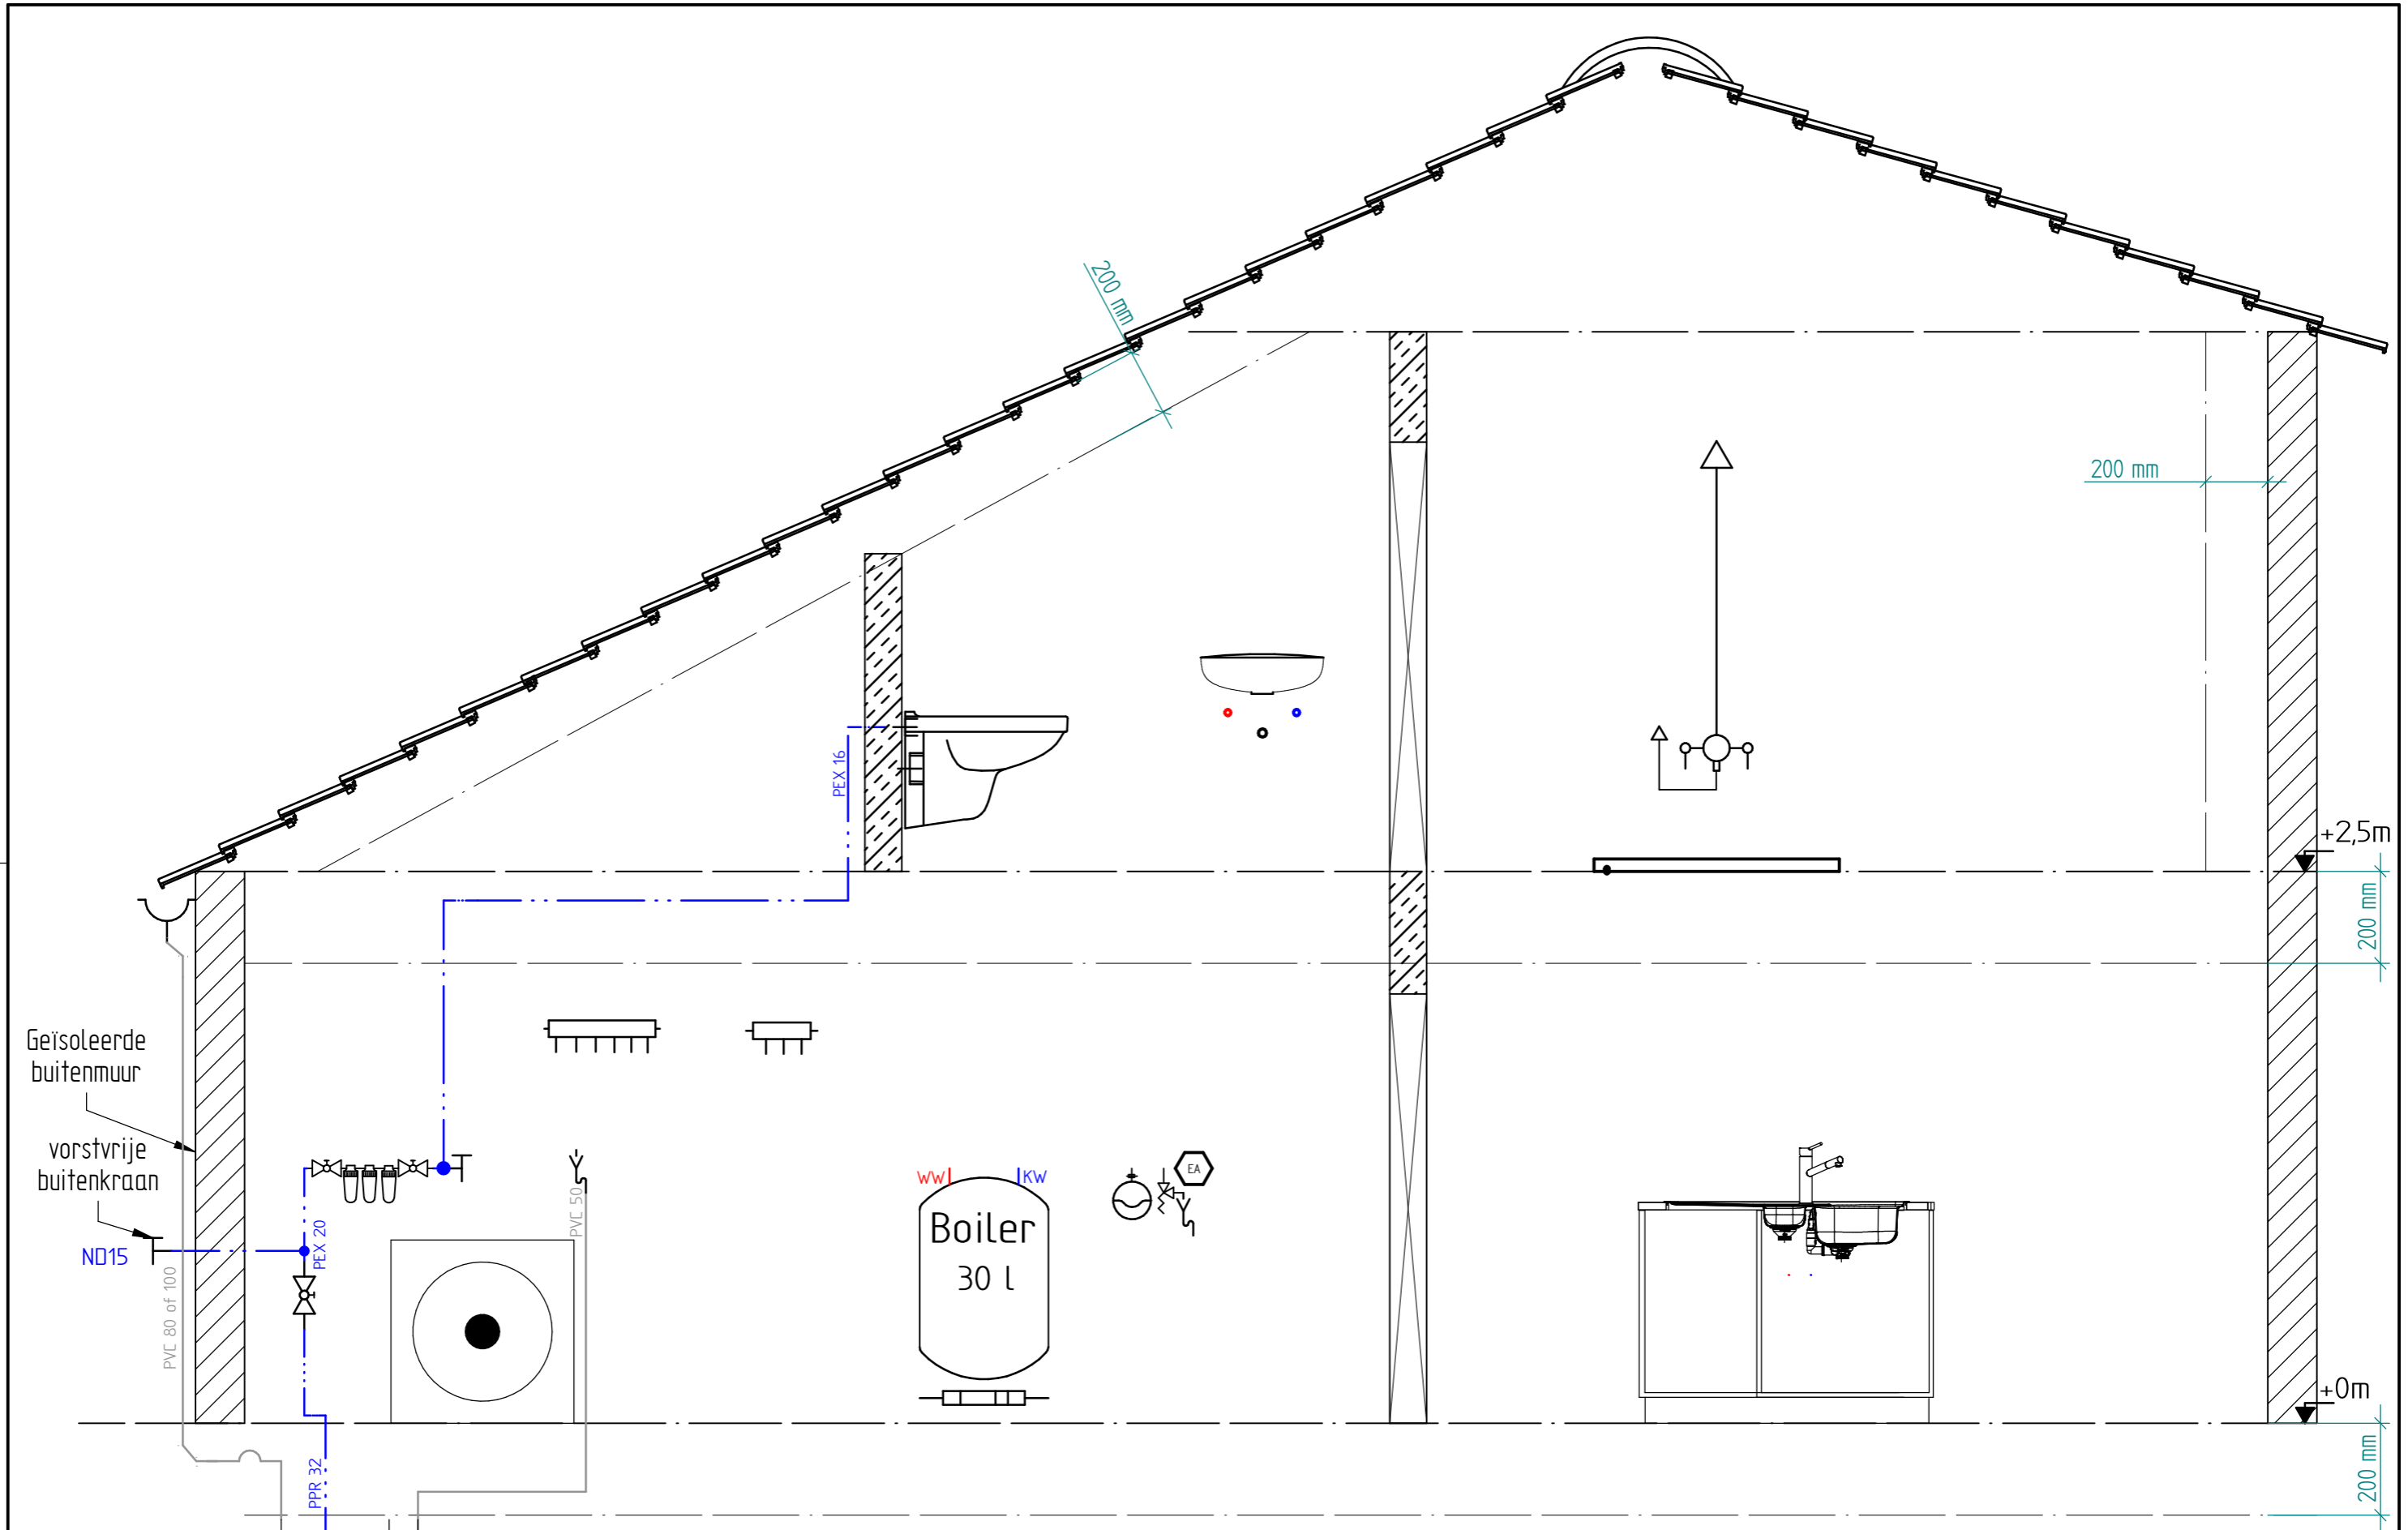 200 mm
200 mm
PEX 16
+2,5m
200 mm
Geïsoleerde
buitenmuur
vorstvrije
buitenkraan
ND15
PEX 20
PVC 50
WW
KW
EA
Boiler
30 l
PVC 80 of 100
+0m
PPR 32
200 mm